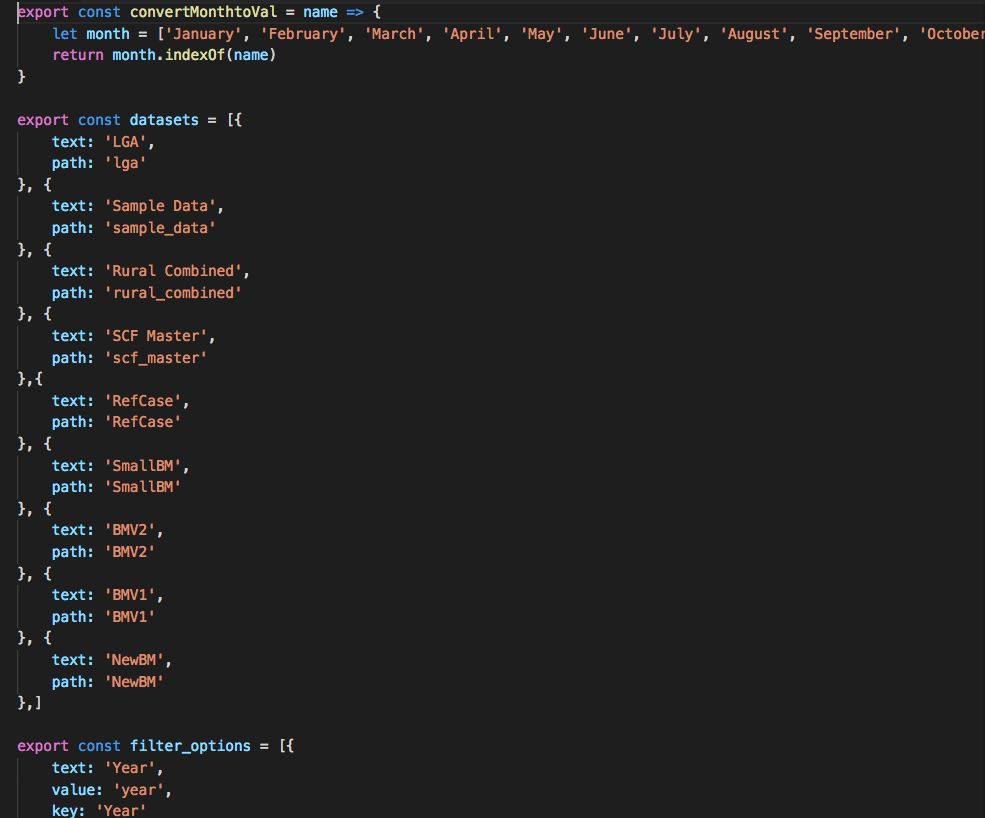 export const convertMonthtoVal = name => {
    let month = ['January', 'February', 'March', 'April', 'May', 'June', 'July', 'August', 'September', 'October
    return month.indexOf(name)
}
export const datasets = [{
    text: 'LGA',
    path: 'lga'
}, {
    text: 'Sample Data',
    path: 'sample_data'
}, {
    text: 'Rural Combined',
    path: 'rural_combined'
}, {
    text: 'SCF Master',
    path: 'scf_master'
},{
    text: 'RefCase',
    path: 'RefCase'
}, {
    text: 'SmallBM',
    path: 'SmallBM'
}, {
    text: 'BMV2',
    path: 'BMV2'
}, {
    text: 'BMV1',
    path: 'BMV1'
}, {
    text: 'NewBM',
    path: 'NewBM'
},]
export const filter_options = [{
    text: 'Year',
    value: 'year',
    key: 'Year'